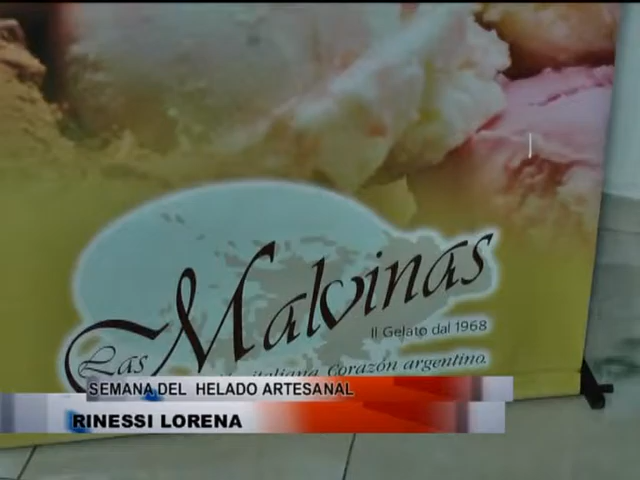 Las Malvinas
Il Gelato dal 1968
italiana Corazón argentino.
SEMANA DEL HELADO ARTESANAL
RINESSI LORENA